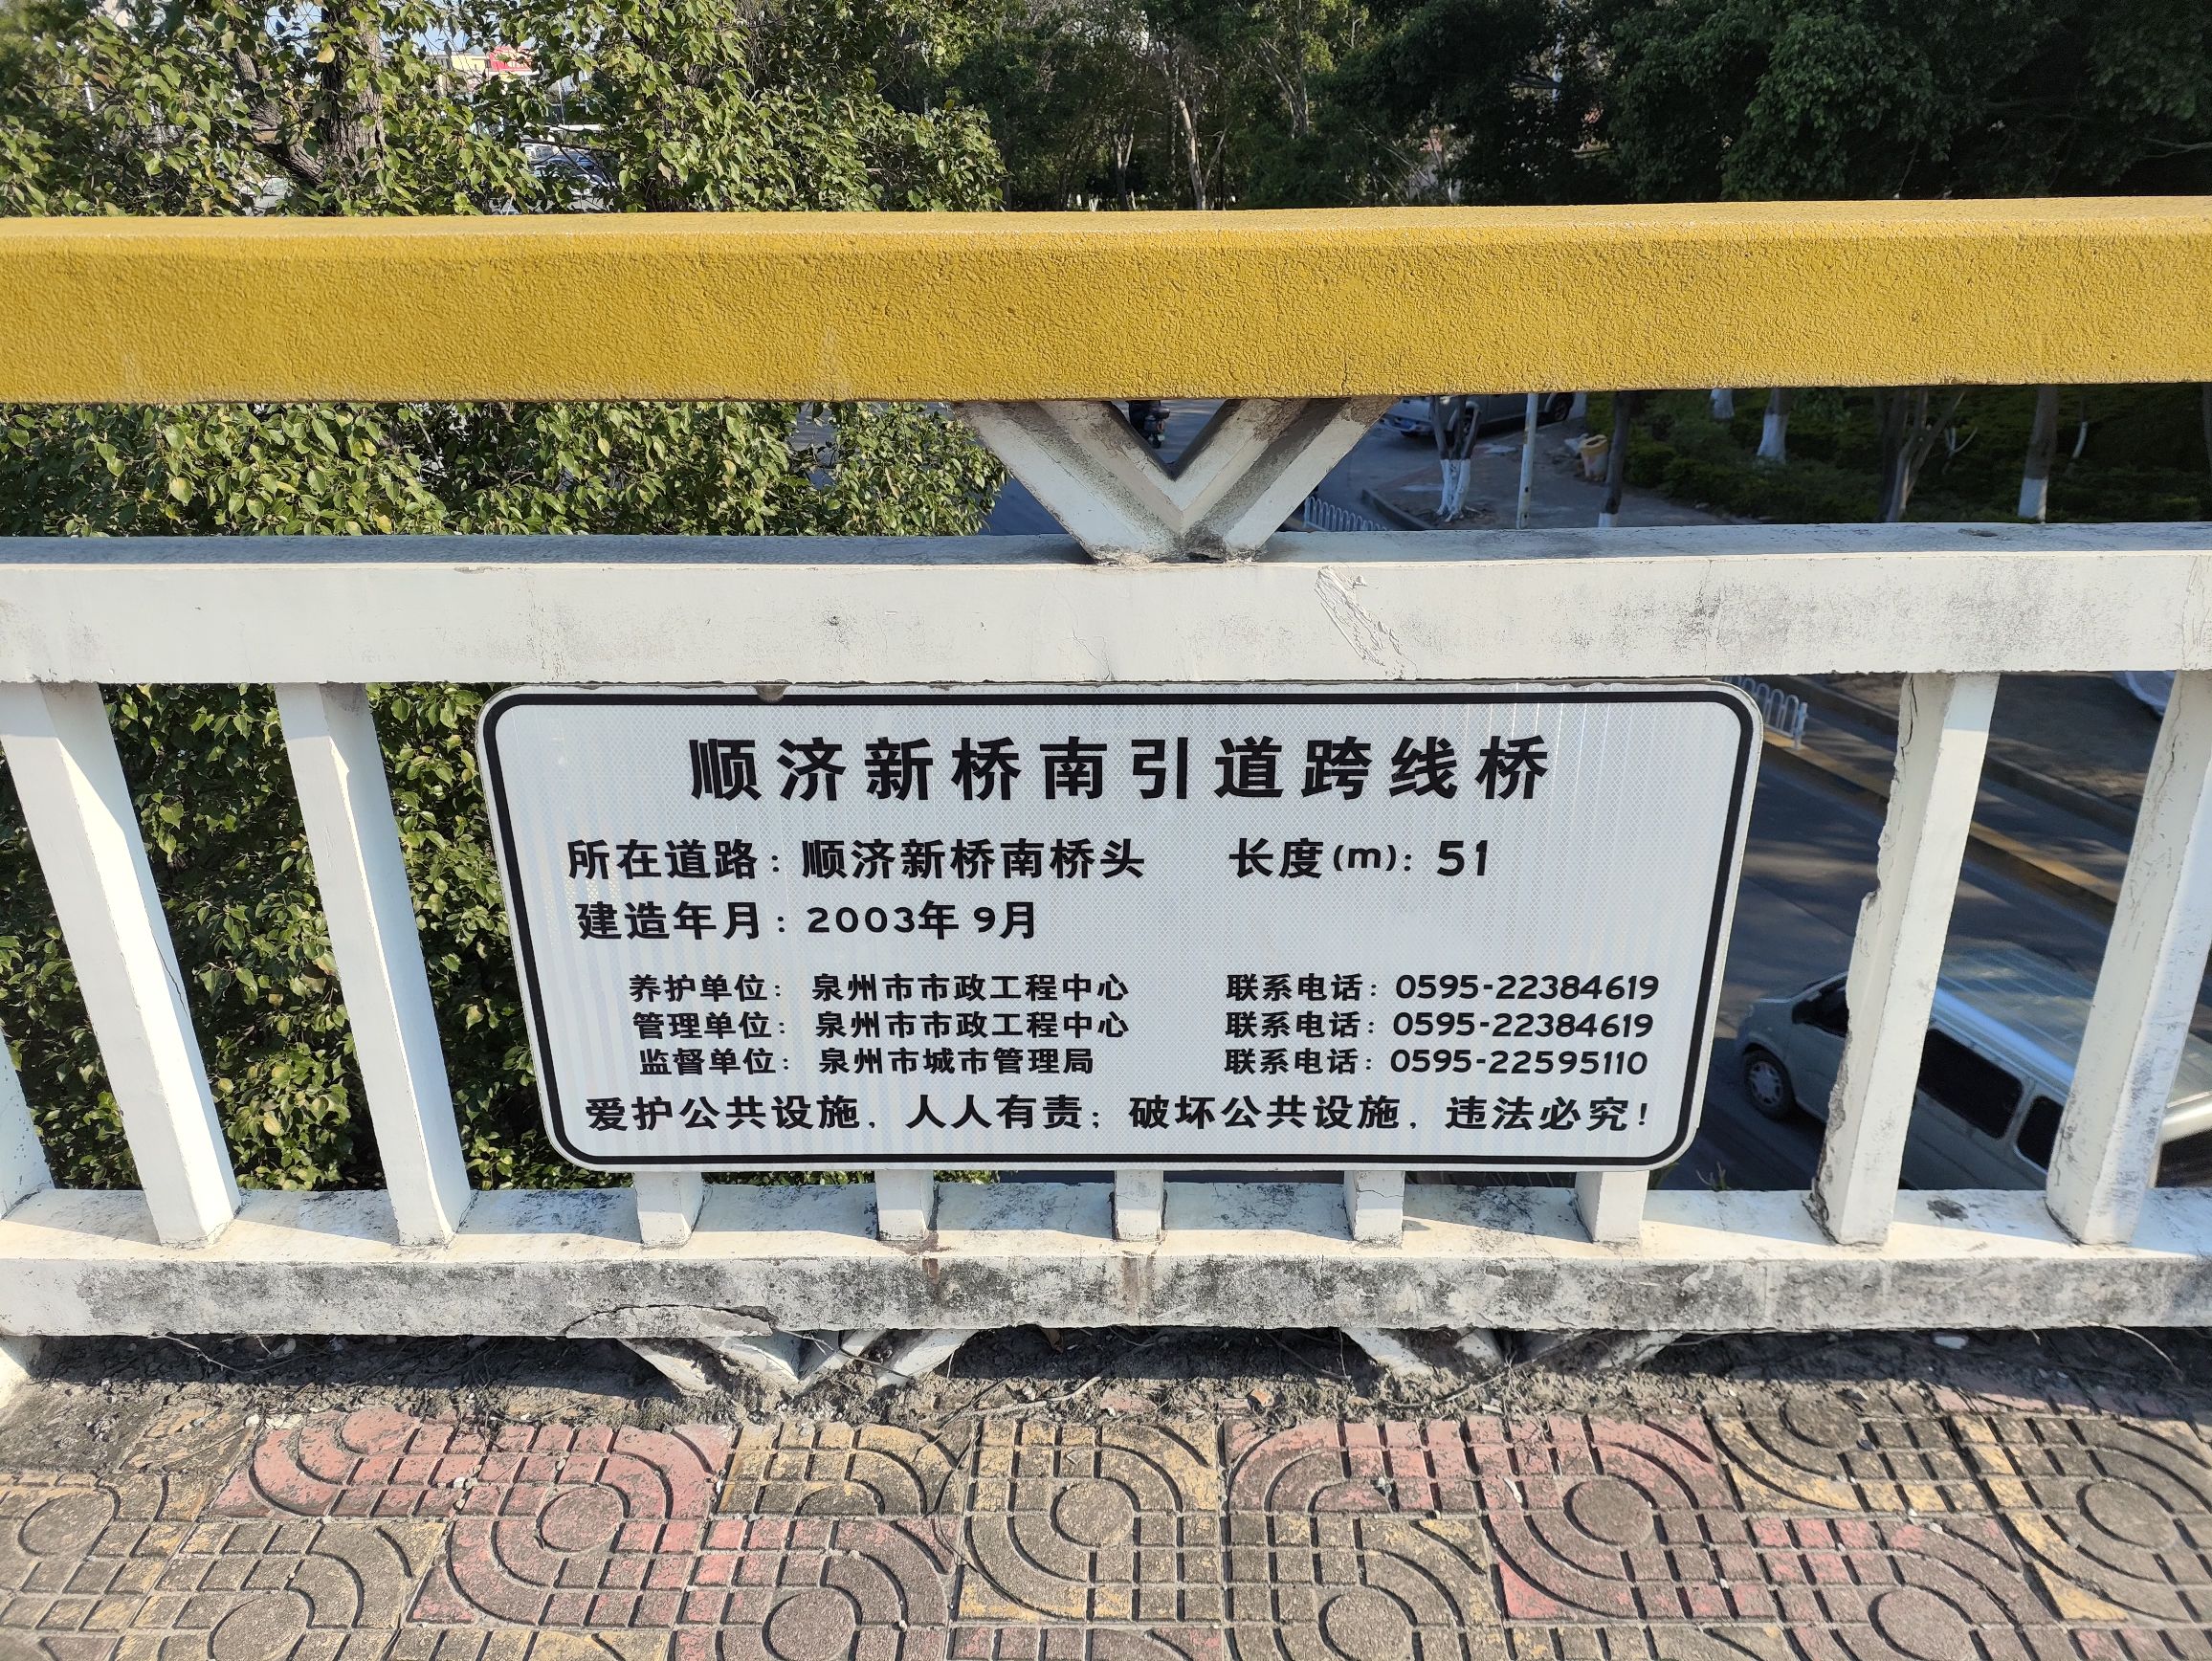 顺济新桥南引道跨线桥
所在道路：顺济新桥南桥头 长度(m)：51
建造年月：2003年9月
养护单位：泉州市市政工程中心 联系电话：0595-22384619
管理单位：泉州市市政工程中心 联系电话：0595-22384619
监督单位：泉州市城市管理局 联系电话：0595-22595110
爱护公共设施，人人有责；破坏公共设施，违法必究！